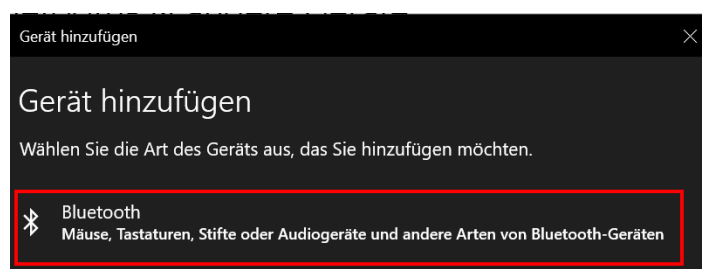 Gerät hinzufügen
Gerät hinzufügen
Wählen Sie die Art des Geräts aus, das Sie hinzufügen möchten.
Bluetooth
Mäuse, Tastaturen, Stifte oder Audiogeräte und andere Arten von Bluetooth-Geräten